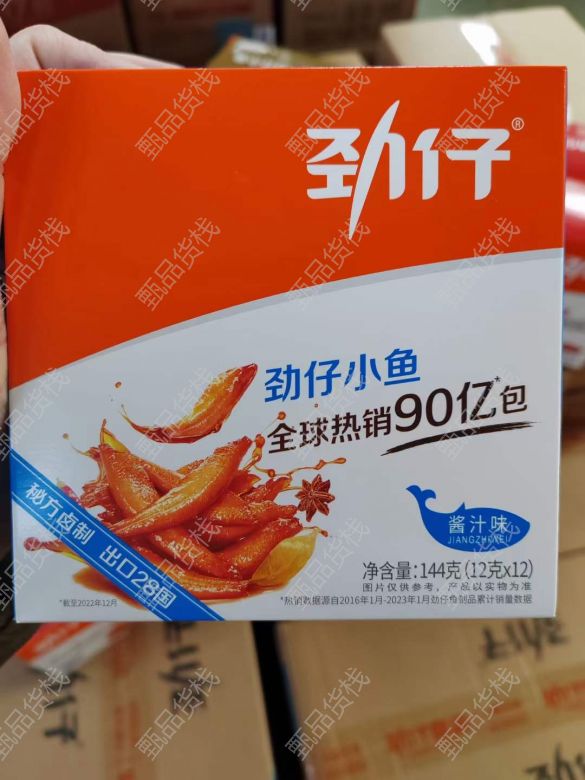 劲仔®
劲仔小鱼
全球热销90亿*包
秘方卤制 出口28国
酱汁味
JIANGZHIWEI
净含量：144克(12克x12)
图片仅供参考，产品以实物为准
*截至2022年12月
*热销数据源自2016年1月-2023年1月劲仔鱼制品累计销量数据
甄品货栈